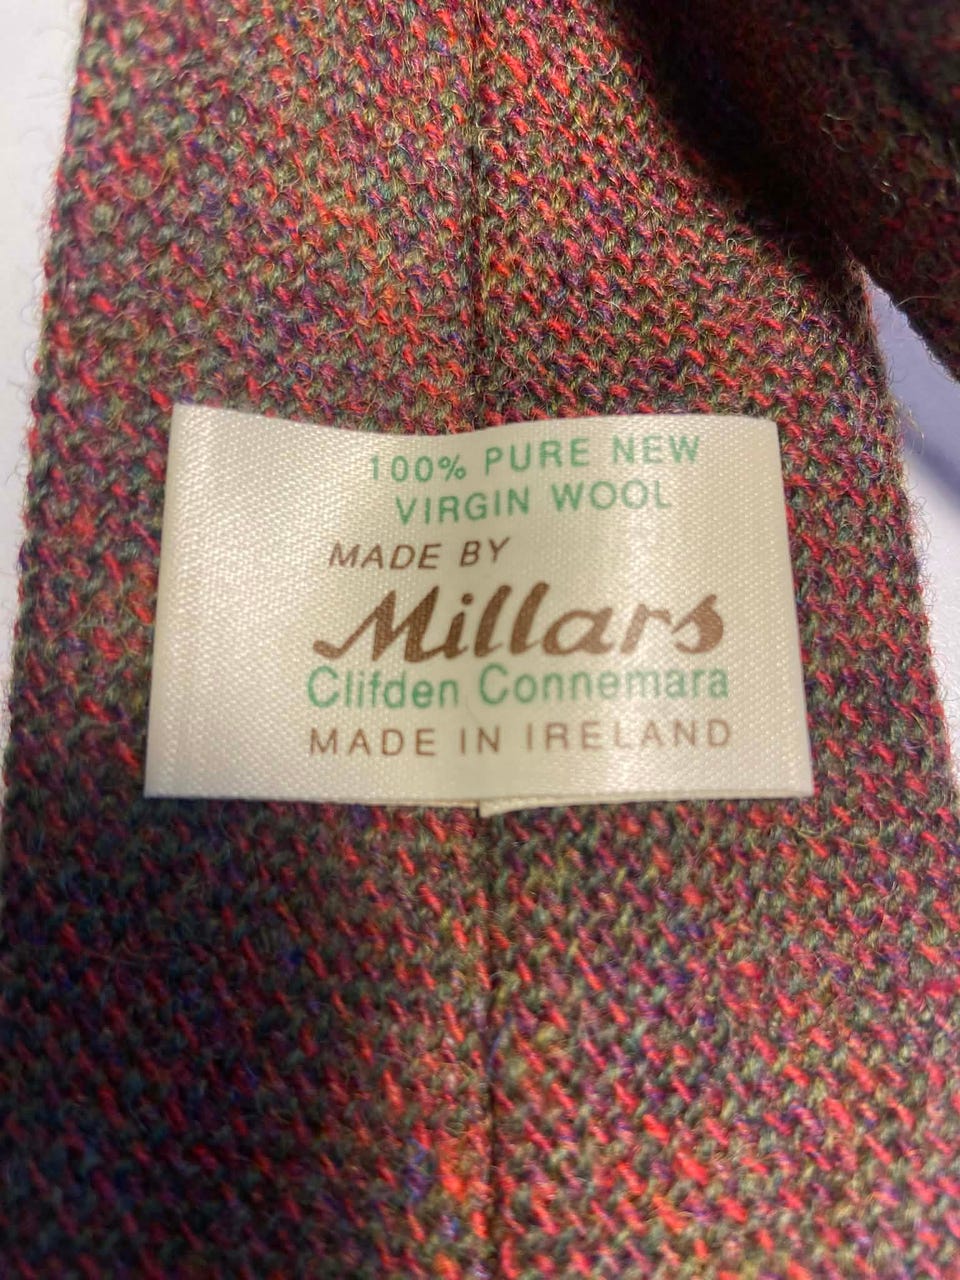 100% PURE NEW
VIRGIN WOOL
MADE BY
Millars
Clifden Connemara
MADE IN IRELAND